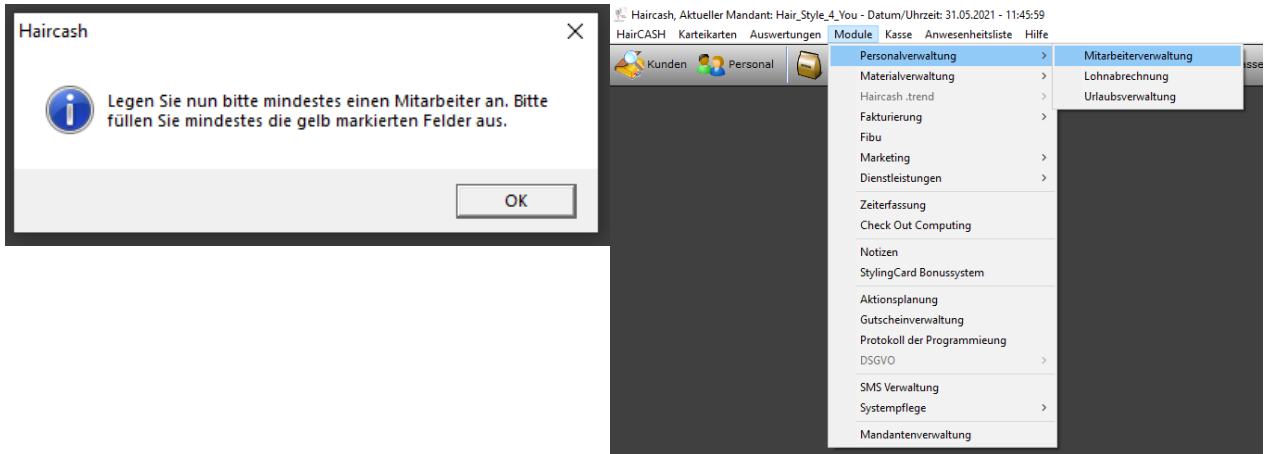 Haircash
Legen Sie nun bitte mindestes einen Mitarbeiter an. Bitte
füllen Sie mindestes die gelb markierten Felder aus.
OK
Haircash, Aktueller Mandant: Hair_Style_4_You - Datum/Uhrzeit: 31.05.2021 - 11:45:59
HairCASH Karteikarten Auswertungen Module Kasse Anwesenheitsliste Hilfe
Kunden Personal
Personalverwaltung
Materialverwaltung
Haircash .trend
Fakturierung
Fibu
Marketing
Dienstleistungen
Zeiterfassung
Check Out Computing
Notizen
StylingCard Bonussystem
Aktionsplanung
Gutscheinverwaltung
Protokoll der Programmieung
DSGVO
SMS Verwaltung
Systempflege
Mandantenverwaltung
Mitarbeiterverwaltung
Lohnabrechnung
Urlaubsverwaltung